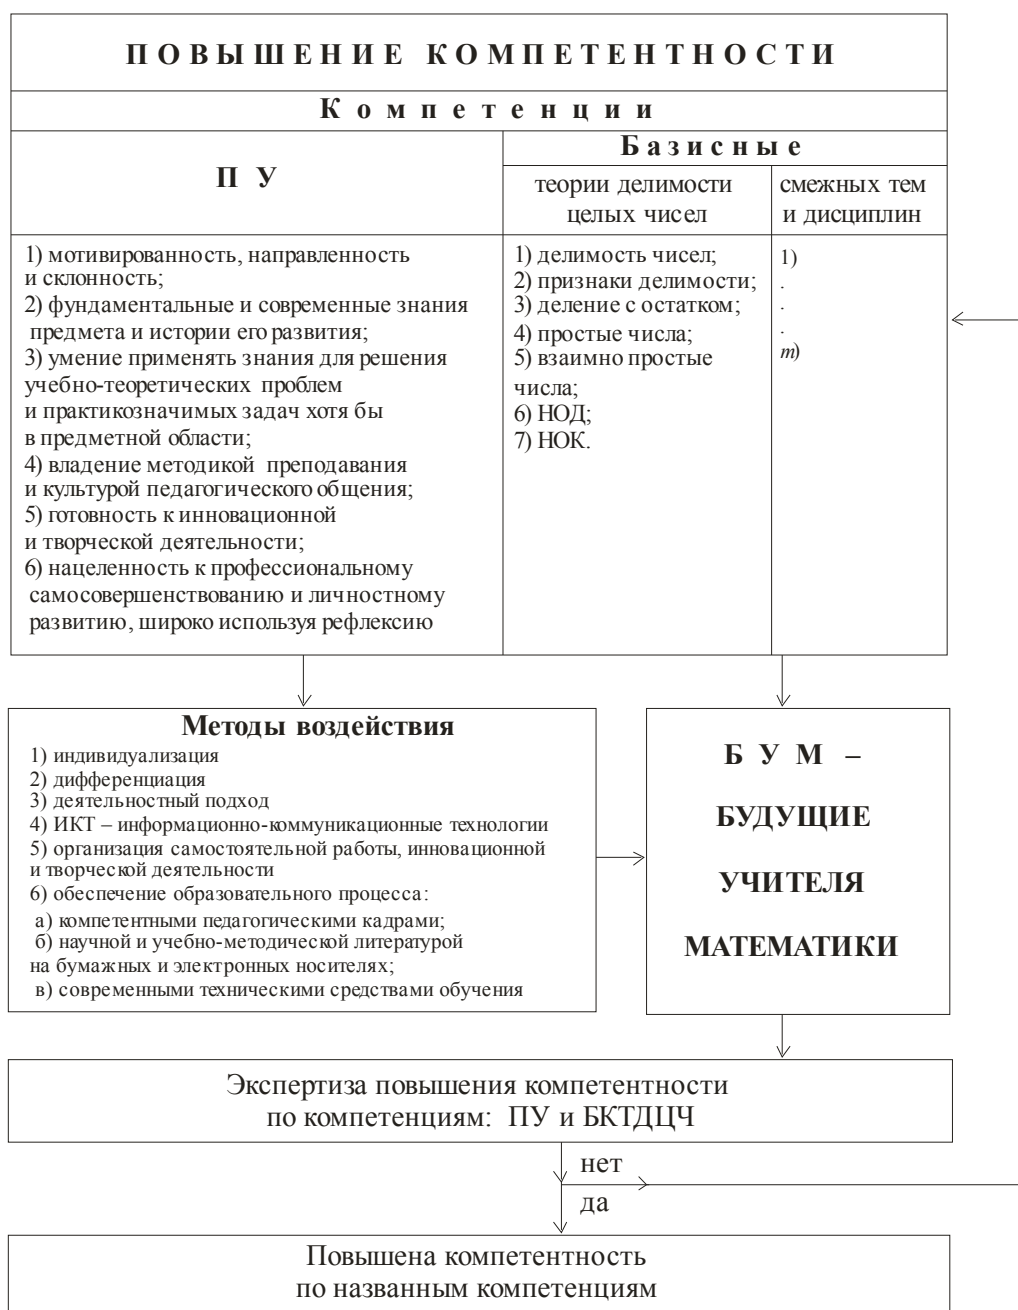 ПОВЫШЕНИЕ КОМПЕТЕНТНОСТИ
Компетенции
ПУ
Базисные
теории делимости
целых чисел
смежных тем
и дисциплин
1) мотивированность, направленность
и склонность;
2) фундаментальные и современные знания
предмета и истории его развития;
3) умение применять знания для решения
учебно-теоретических проблем
и практикозначимых задач хотя бы
в предметной области;
4) владение методикой преподавания
и культурой педагогического общения;
5) готовность к инновационной
и творческой деятельности;
6) нацеленность к профессиональному
самосовершенствованию и личностному
развитию, широко используя рефлексию
1) делимость чисел;
2) признаки делимости;
3) деление с остатком;
4) простые числа;
5) взаимно простые
числа;
6) НОД;
7) НОК.
1)
.
.
.
m)
Методы воздействия
1) индивидуализация
2) дифференциация
3) деятельностный подход
4) ИКТ – информационно-коммуникационные технологии
5) организация самостоятельной работы, инновационной
и творческой деятельности
6) обеспечение образовательного процесса:
а) компетентными педагогическими кадрами;
б) научной и учебно-методической литературой
на бумажных и электронных носителях;
в) современными техническими средствами обучения
БУМ –
БУДУЩИЕ
УЧИТЕЛЯ
МАТЕМАТИКИ
Экспертиза повышения компетентности
по компетенциям: ПУ и БКТДЦЧ
нет
да
Повышена компетентность
по названным компетенциям